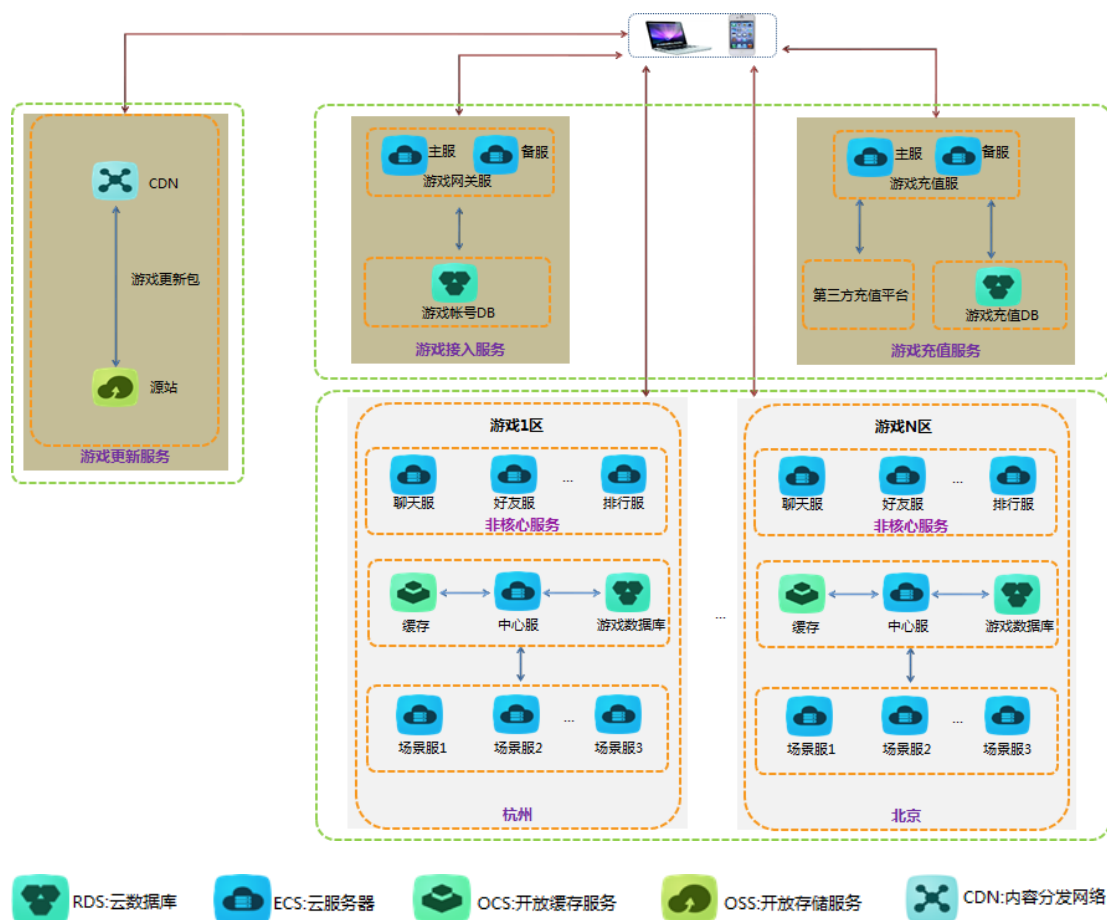 CDN
游戏更新包
源站
游戏更新服务
主服
备服
游戏网关服
游戏帐号DB
游戏接入服务
主服
备服
游戏充值服
第三方充值平台
游戏充值DB
游戏充值服务
游戏1区
聊天服
好友服
...
排行服
非核心服务
缓存
中心服
游戏数据库
场景服1
场景服2
...
场景服3
杭州
...
游戏N区
聊天服
好友服
...
排行服
非核心服务
缓存
中心服
游戏数据库
场景服1
场景服2
...
场景服3
北京
RDS:云数据库
ECS:云服务器
OCS:开放缓存服务
OSS:开放存储服务
CDN:内容分发网络